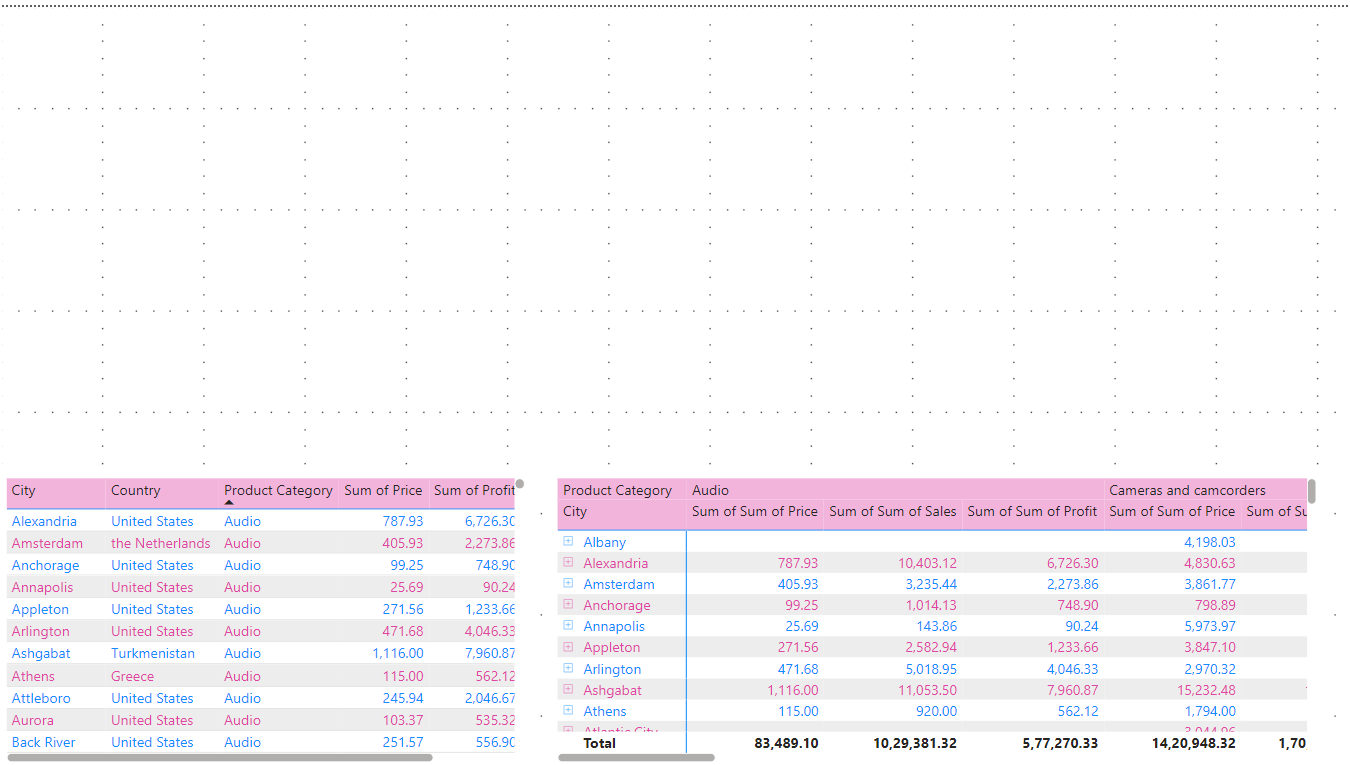 City Country Product Category Sum of Price Sum of Profit
Alexandria United States Audio 787.93 6,726.30
Amsterdam the Netherlands Audio 405.93 2,273.86
Anchorage United States Audio 99.25 748.90
Annapolis United States Audio 25.69 90.24
Appleton United States Audio 271.56 1,233.66
Arlington United States Audio 471.68 4,046.33
Ashgabat Turkmenistan Audio 1,116.00 7,960.87
Athens Greece Audio 115.00 562.12
Attleboro United States Audio 245.94 2,046.67
Aurora United States Audio 103.37 535.32
Back River United States Audio 251.57 556.90
Product Category Audio Cameras and camcorders
City Sum of Sum of Price Sum of Sum of Sales Sum of Sum of Profit Sum of Sum of Price Sum of Su
Albany 4,198.03
Alexandria 787.93 10,403.12 6,726.30 4,830.63
Amsterdam 405.93 3,235.44 2,273.86 3,861.77
Anchorage 99.25 1,014.13 748.90 798.89
Annapolis 25.69 143.86 90.24 5,973.97
Appleton 271.56 2,582.94 1,233.66 3,847.10
Arlington 471.68 5,018.95 4,046.33 2,970.32
Ashgabat 1,116.00 11,053.50 7,960.87 15,232.48
Athens 115.00 920.00 562.12 1,794.00
Atlantic City 3,044.96
Total 83,489.10 10,29,381.32 5,77,270.33 14,20,948.32 1,70